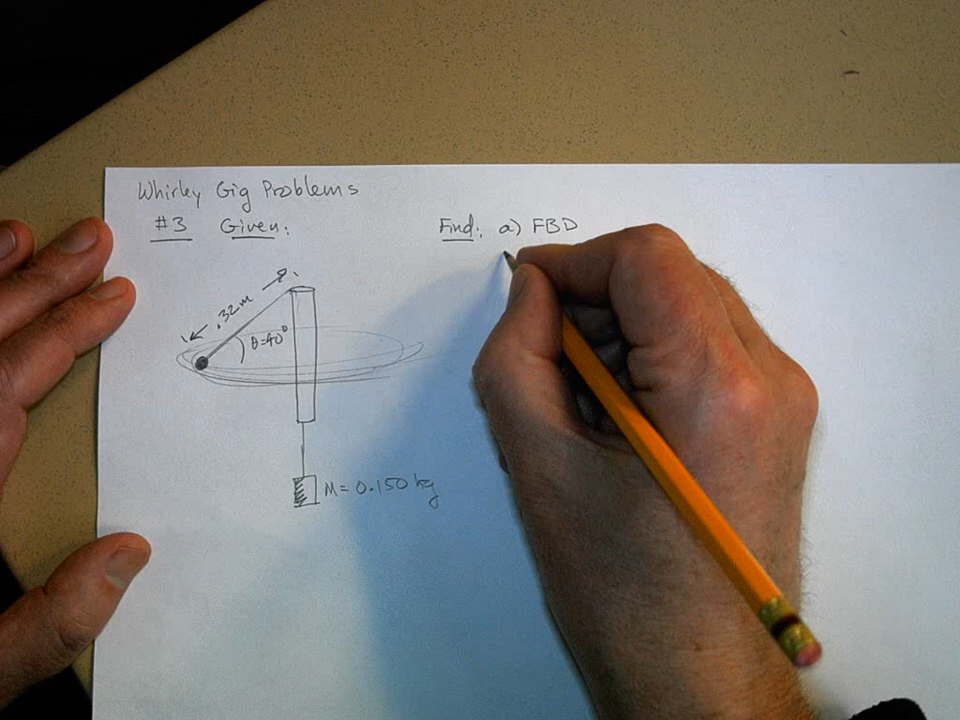 Whirley Gig Problems
#3 Given: Find: a) FBD
.32m
θ=40°
M=0.150 kg